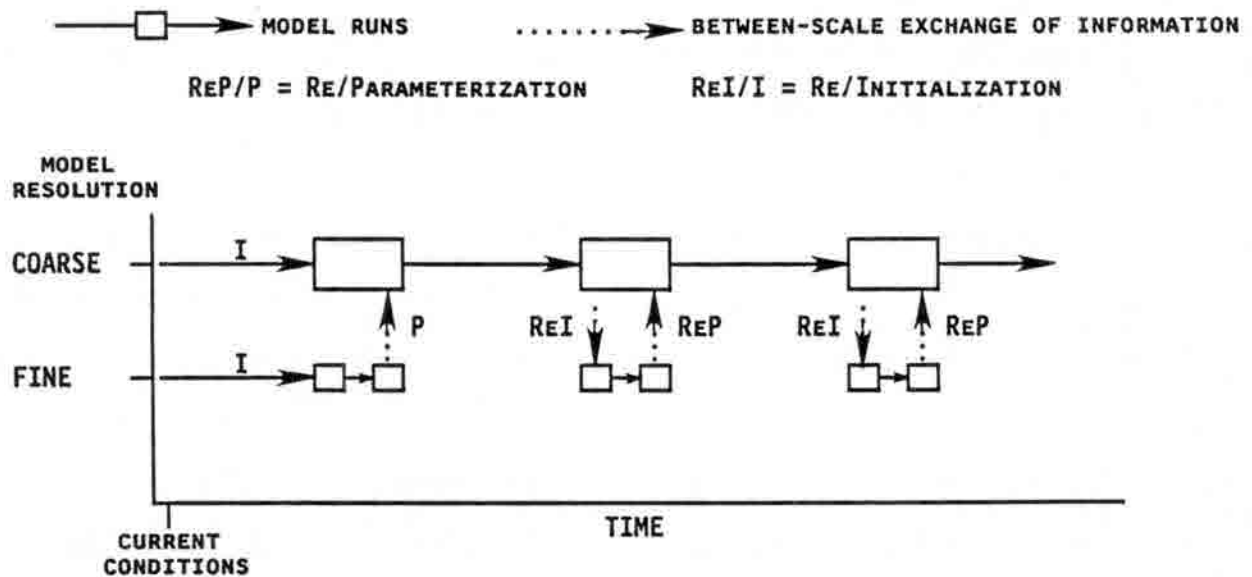 MODEL RUNS
BETWEEN-SCALE EXCHANGE OF INFORMATION
REP/P = RE/PARAMETERIZATION
REI/I = RE/INITIALIZATION
MODEL
RESOLUTION
COARSE
I
P
REI
REP
REI
REP
FINE
I
TIME
CURRENT
CONDITIONS